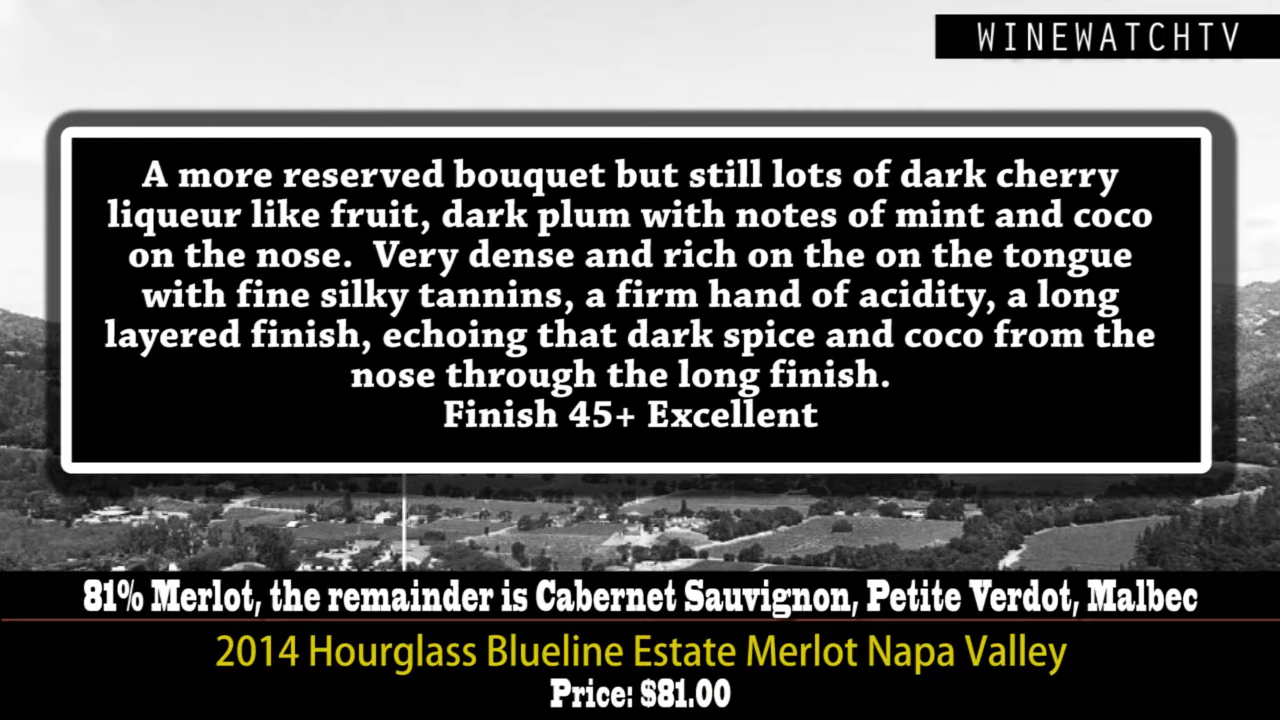 WINEWATCHTV
A more reserved bouquet but still lots of dark cherry
liqueur like fruit, dark plum with notes of mint and coco
on the nose.  Very dense and rich on the on the tongue
with fine silky tannins, a firm hand of acidity, a long
layered finish, echoing that dark spice and coco from the
nose through the long finish.
Finish 45+ Excellent
81% Merlot, the remainder is Cabernet Sauvignon, Petite Verdot, Malbec
2014 Hourglass Blueline Estate Merlot Napa Valley
Price: $81.00